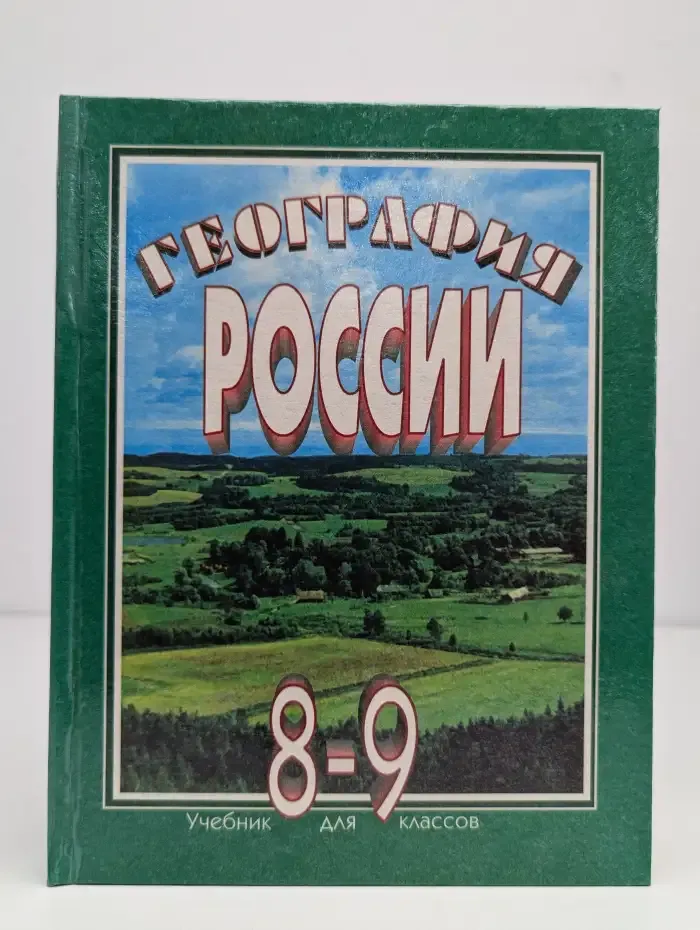 ГЕОГРАФИЯ
РОССИИ
8-9
Учебник для классов